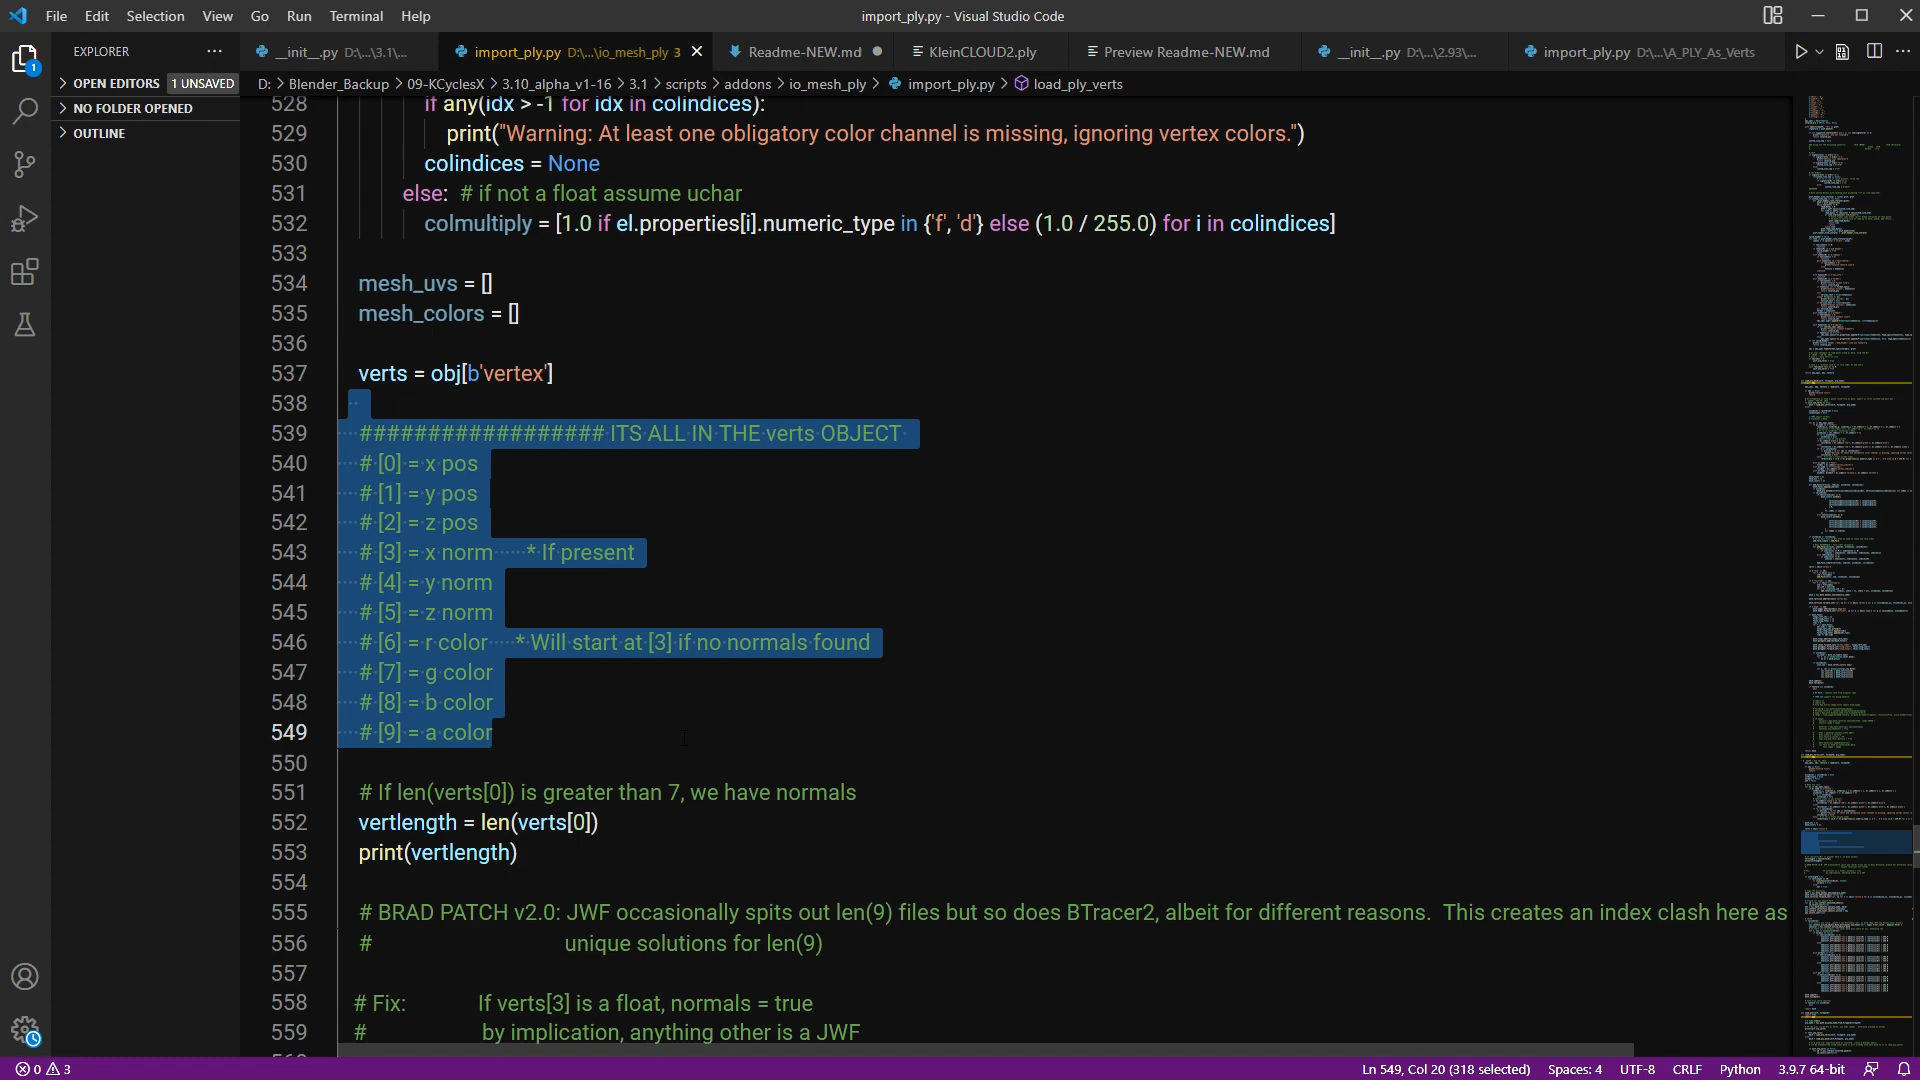 File Edit Selection View Go Run Terminal Help
import_ply.py - Visual Studio Code
EXPLORER
__init__.py D:\...\3.1\...
import_ply.py D:\...\io_mesh_ply 3
Readme-NEW.md
KleinCLOUD2.ply
Preview Readme-NEW.md
__init__.py D:\...\2.93\...
import_ply.py D:\...\A_PLY_As_Verts
OPEN EDITORS 1 UNSAVED
NO FOLDER OPENED
OUTLINE
D: > Blender_Backup > 09-KCyclesX > 3.10_alpha_v1-16 > 3.1 > scripts > addons > io_mesh_ply > import_ply.py > load_ply_verts
528 if any(idx > -1 for idx in colindices):
529 print("Warning: At least one obligatory color channel is missing, ignoring vertex colors.")
530 colindices = None
531 else: # if not a float assume uchar
532 colmultiply = [1.0 if el.properties[i].numeric_type in {'f', 'd'} else (1.0 / 255.0) for i in colindices]
533
534 mesh_uvs = []
535 mesh_colors = []
536
537 verts = obj[b'vertex']
538
539 ################## ITS ALL IN THE verts OBJECT
540 # [0] = x pos
541 # [1] = y pos
542 # [2] = z pos
543 # [3] = x norm * If present
544 # [4] = y norm
545 # [5] = z norm
546 # [6] = r color * Will start at [3] if no normals found
547 # [7] = g color
548 # [8] = b color
549 # [9] = a color
550
551 # If len(verts[0]) is greater than 7, we have normals
552 vertlength = len(verts[0])
553 print(vertlength)
554
555 # BRAD PATCH v2.0: JWF occasionally spits out len(9) files but so does BTracer2, albeit for different reasons. This creates an index clash here as
556 # unique solutions for len(9)
557
558 # Fix: If verts[3] is a float, normals = true
559 # by implication, anything other is a JWF
0 3
Ln 549, Col 20 (318 selected) Spaces: 4 UTF-8 CRLF Python 3.9.7 64-bit